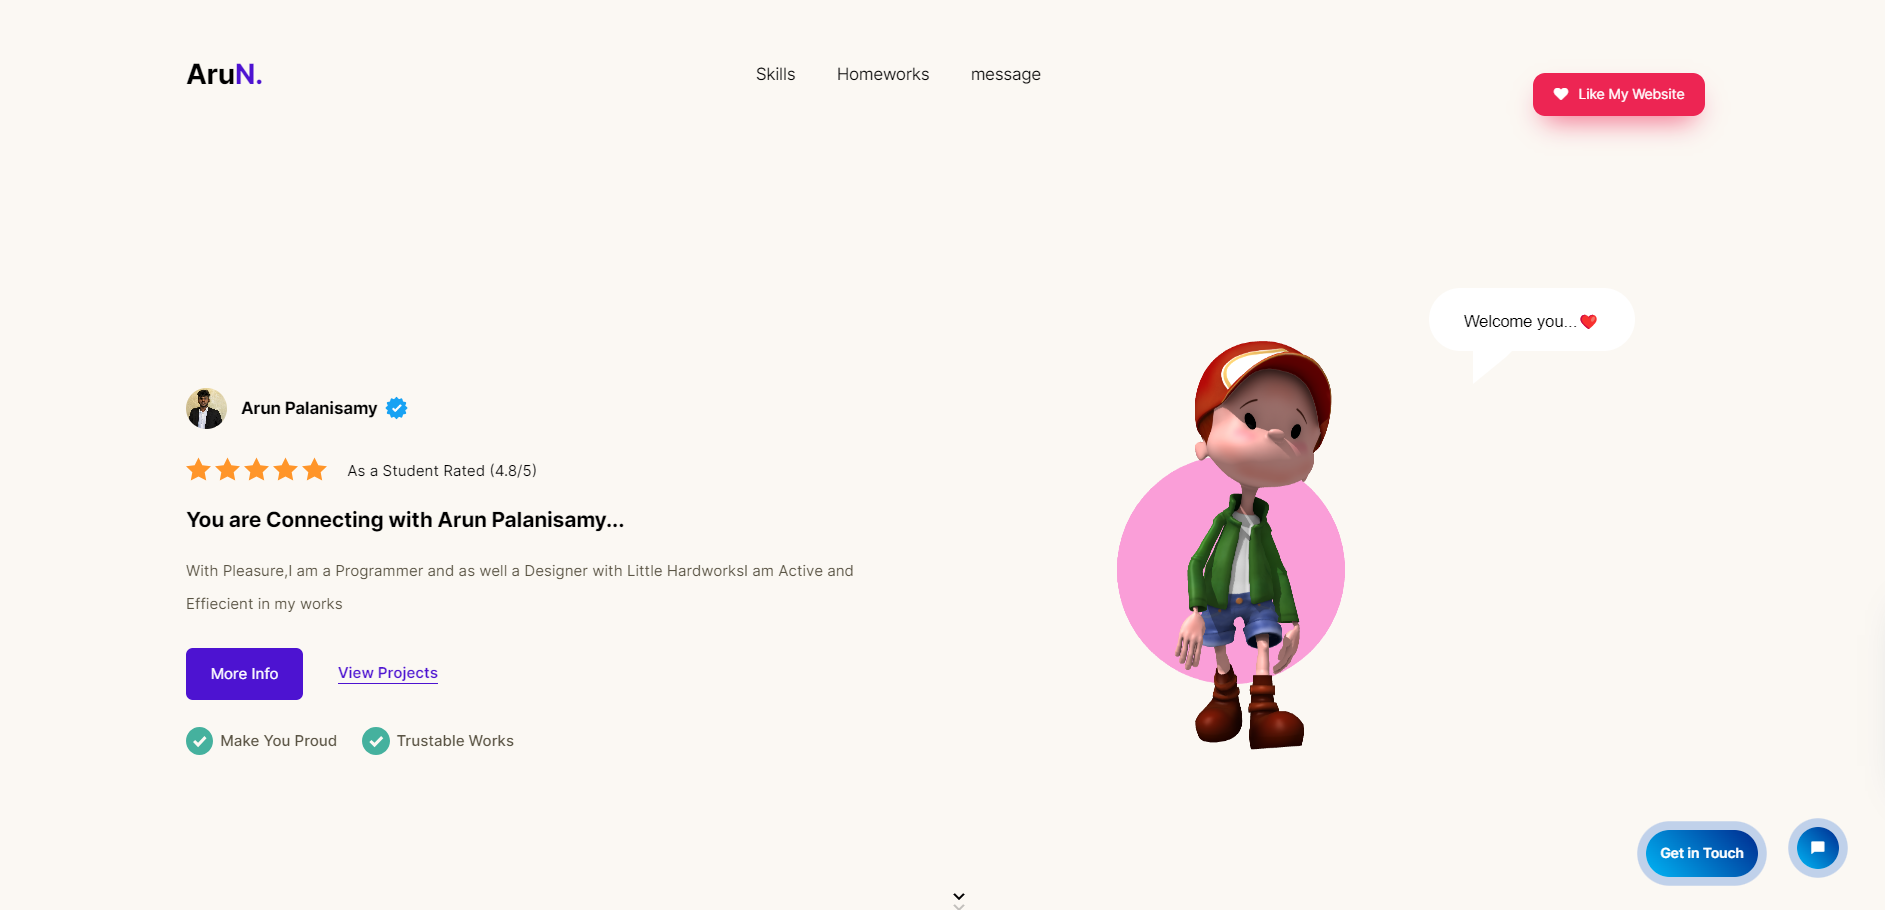 AruN.
Skills
Homeworks
message
Like My Website
Welcome you...❤️
Arun Palanisamy
As a Student Rated (4.8/5)
You are Connecting with Arun Palanisamy...
With Pleasure,I am a Programmer and as well a Designer with Little HardworksI am Active and
Effiecient in my works
More Info
View Projects
Make You Proud
Trustable Works
Get in Touch